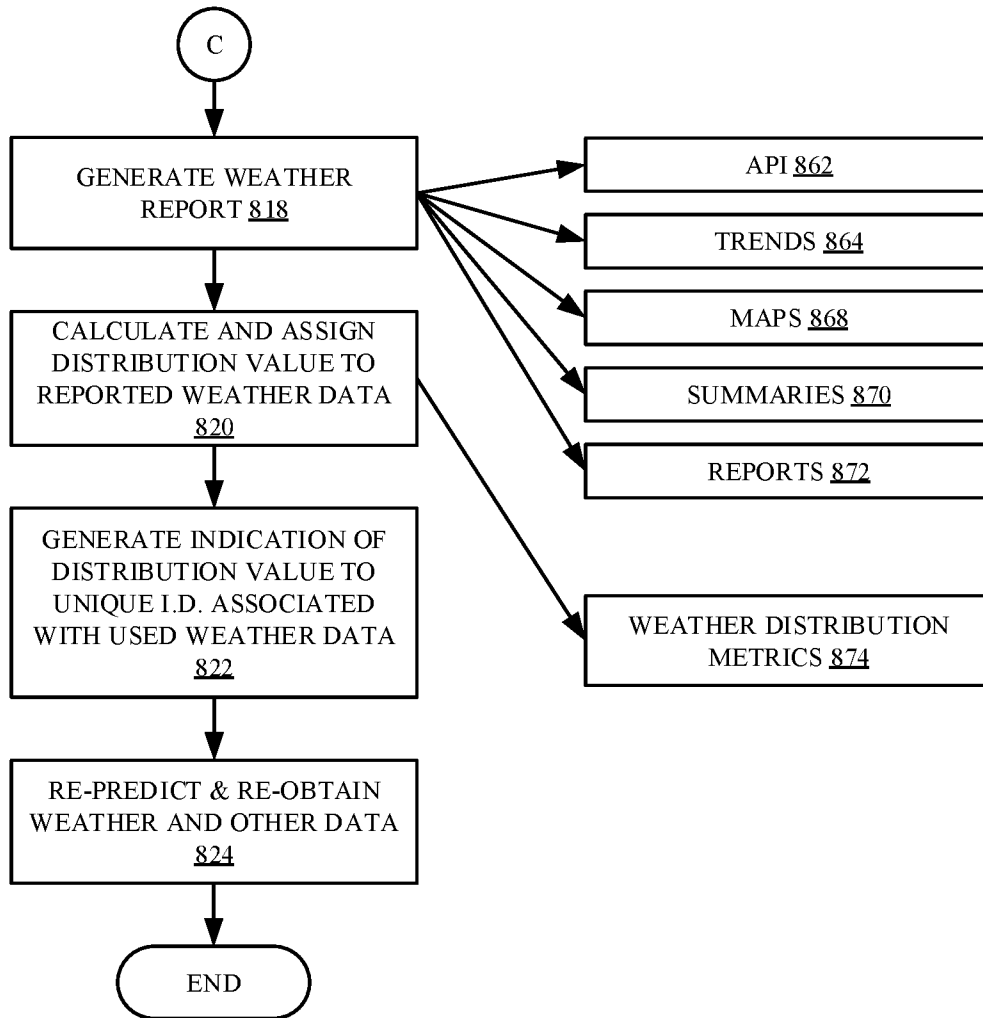 C
GENERATE WEATHER
REPORT 818
API 862
TRENDS 864
MAPS 868
SUMMARIES 870
REPORTS 872
CALCULATE AND ASSIGN
DISTRIBUTION VALUE TO
REPORTED WEATHER DATA
820
WEATHER DISTRIBUTION
METRICS 874
GENERATE INDICATION OF
DISTRIBUTION VALUE TO
UNIQUE I.D. ASSOCIATED
WITH USED WEATHER DATA
822
RE-PREDICT & RE-OBTAIN
WEATHER AND OTHER DATA
824
END